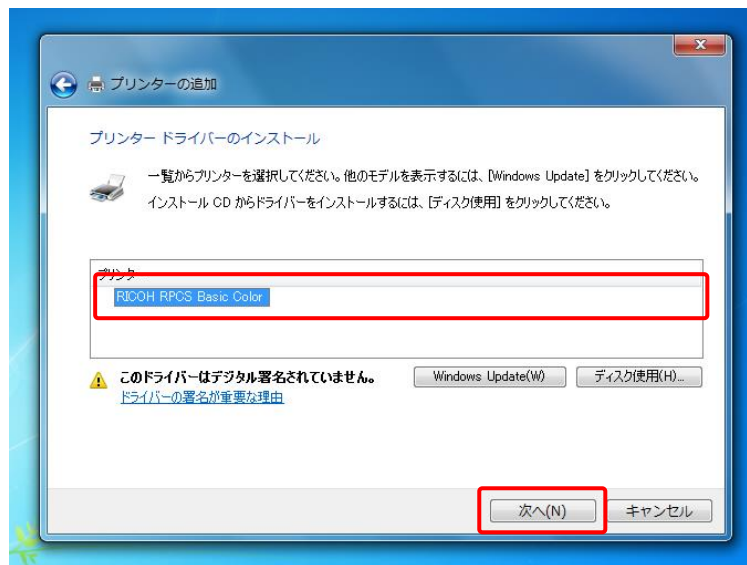 プリンターの追加
プリンター ドライバーのインストール
一覧からプリンターを選択してください。他のモデルを表示するには、[Windows Update] をクリックしてください。
インストール CD からドライバーをインストールするには、[ディスク使用] をクリックしてください。
プリンタ
RICOH RPCS Basic Color
このドライバーはデジタル署名されていません。
Windows Update(W)
ディスク使用(H)...
ドライバーの署名が重要な理由
次へ(N)
キャンセル